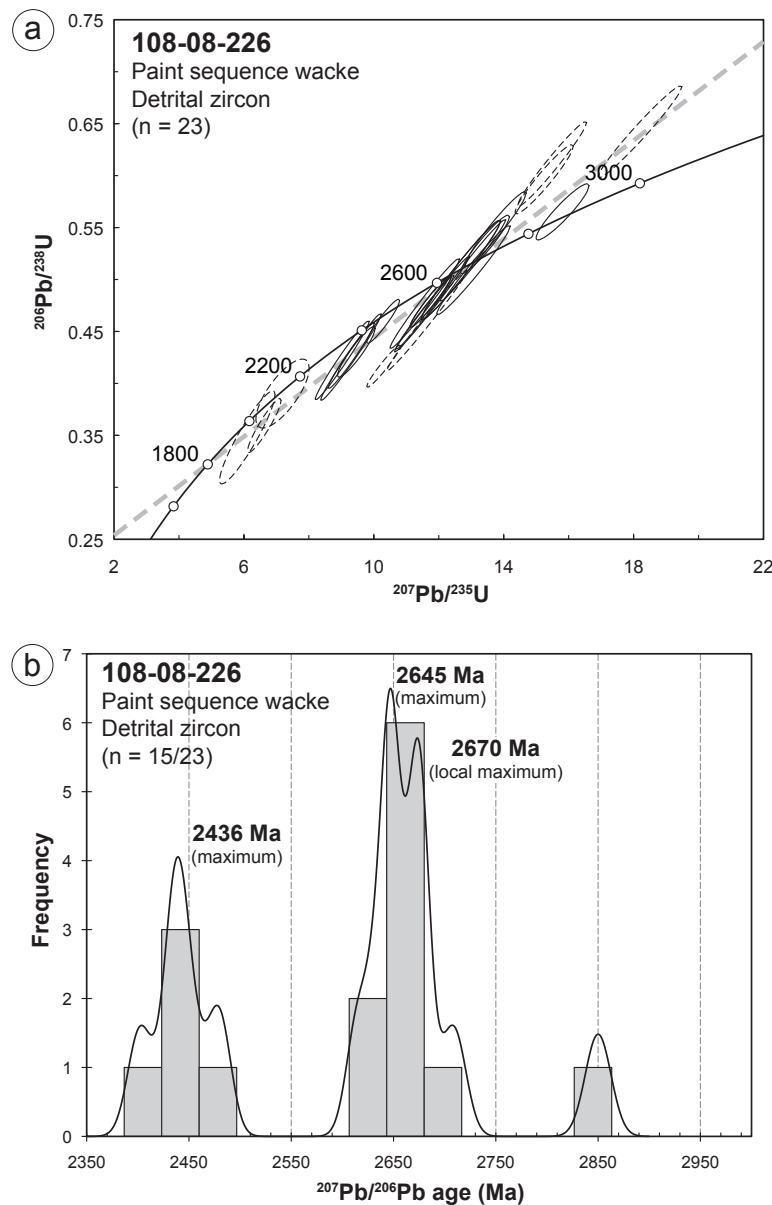 a
108-08-226
Paint sequence wacke
Detrital zircon
(n = 23)
0.75
0.65
0.55
0.45
0.35
0.25
²⁰⁶Pb/²³⁸U
3000
2600
2200
1800
2 6 10 14 18 22
²⁰⁷Pb/²³⁵U
b
108-08-226
Paint sequence wacke
Detrital zircon
(n = 15/23)
2645 Ma
(maximum)
2670 Ma
(local maximum)
2436 Ma
(maximum)
7
6
5
4
3
2
1
0
Frequency
2350 2450 2550 2650 2750 2850 2950
²⁰⁷Pb/²⁰⁶Pb age (Ma)